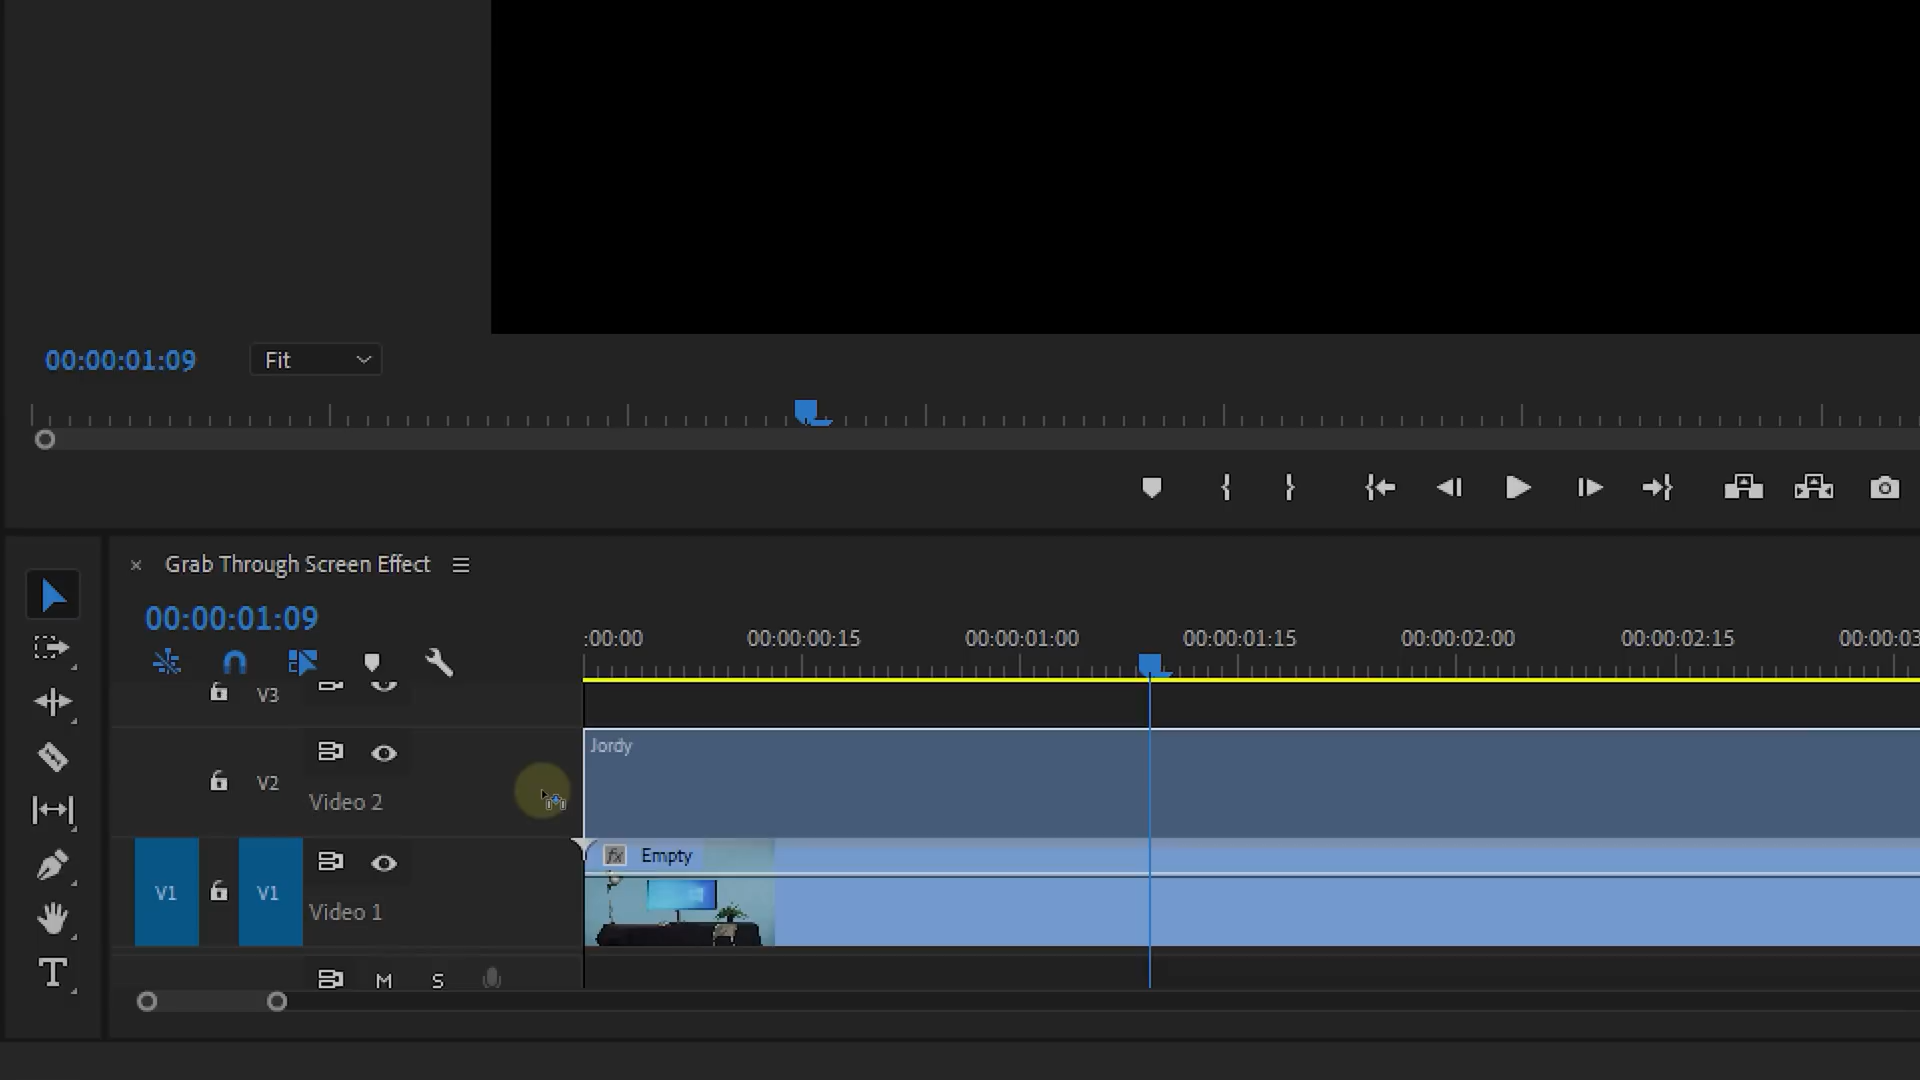 00:00:01:09 Fit
Grab Through Screen Effect
00:00:01:09
:00:00 00:00:00:15 00:00:01:00 00:00:01:15 00:00:02:00 00:00:02:15 00:00:03
V3
Jordy
V2
Video 2
fx Empty
V1 V1
Video 1
M S